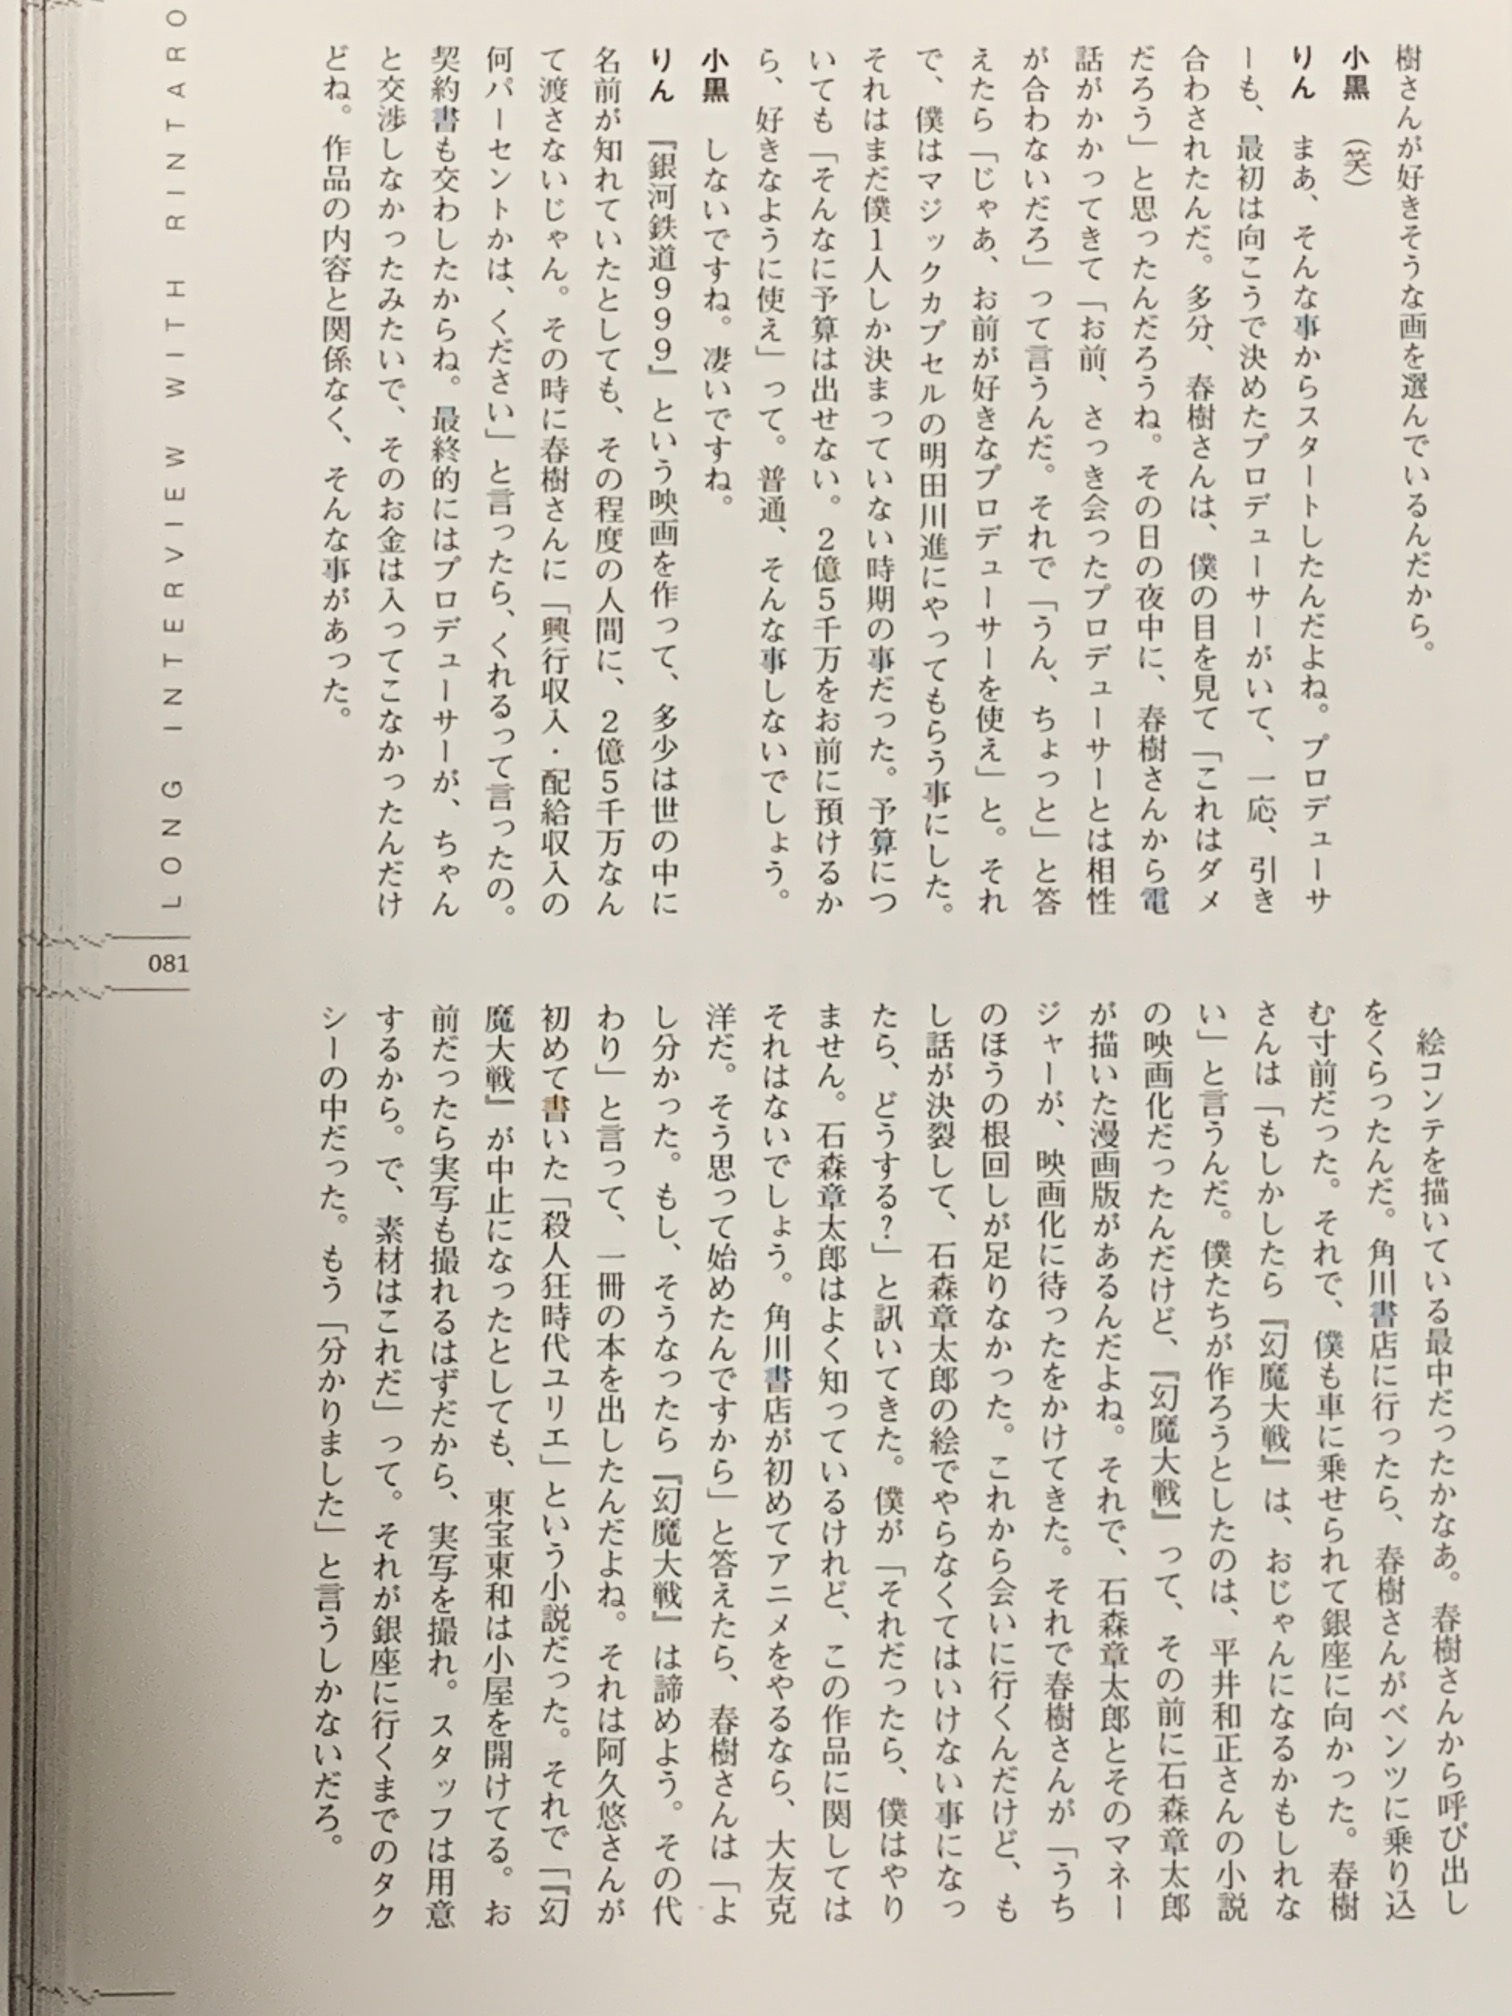 樹さんが好きそうな画を選んでいるんだから。
小黒　（笑）
りん　まあ、そんな事からスタートしたんだよね。プロデューサ
ーも、最初は向こうで決めたプロデューサーがいて、一応、引き
合わされたんだ。多分、春樹さんは、僕の目を見て「これはダメ
だろう」と思ったんだろうね。その日の夜中に、春樹さんから電
話がかかってきて「お前、さっき会ったプロデューサーとは相性
が合わないだろ」って言うんだ。それで「うん、ちょっと」と答
えたら「じゃあ、お前が好きなプロデューサーを使え」と。それ
で、僕はマジックカプセルの明田川進にやってもらう事にした。
それはまだ僕１人しか決まっていない時期の事だった。予算につ
いても「そんなに予算は出せない。２億５千万をお前に預けるか
ら、好きなように使え」って。普通、そんな事しないでしょう。
小黒　しないですね。凄いですね。
りん　『銀河鉄道９９９』という映画を作って、多少は世の中に
名前が知れていたとしても、その程度の人間に、２億５千万なん
て渡さないじゃん。その時に春樹さんに「興行収入・配給収入の
何パーセントかは、ください」と言ったら、くれるって言ったの。
契約書も交わしたからね。最終的にはプロデューサーが、ちゃん
と交渉しなかったみたいで、そのお金は入ってこなかったんだけ
どね。作品の内容と関係なく、そんな事があった。
　絵コンテを描いている最中だったかなあ。春樹さんから呼び出し
をくらったんだ。角川書店に行ったら、春樹さんがベンツに乗り込
む寸前だった。それで、僕も車に乗せられて銀座に向かった。春樹
さんは「もしかしたら『幻魔大戦』は、おじゃんになるかもしれな
い」と言うんだ。僕たちが作ろうとしたのは、平井和正さんの小説
の映画化だったんだけど、『幻魔大戦』って、その前に石森章太郎
が描いた漫画版があるんだよね。それで、石森章太郎とそのマネー
ジャーが、映画化に待ったをかけてきた。それで春樹さんが「うち
のほうの根回しが足りなかった。これから会いに行くんだけど、も
し話が決裂して、石森章太郎の絵でやらなくてはいけない事になっ
たら、どうする？」と訊いてきた。僕が「それだったら、僕はやり
ません。石森章太郎はよく知っているけれど、この作品に関しては
それはないでしょう。角川書店が初めてアニメをやるなら、大友克
洋だ。そう思って始めたんですから」と答えたら、春樹さんは「よ
し分かった。もし、そうなったら『幻魔大戦』は諦めよう。その代
わり」と言って、一冊の本を出したんだよね。それは阿久悠さんが
初めて書いた「殺人狂時代ユリエ」という小説だった。それで「『幻
魔大戦』が中止になったとしても、東宝東和は小屋を開けてる。お
前だったら実写も撮れるはずだから、実写を撮れ。スタッフは用意
するから。で、素材はこれだ」って。それが銀座に行くまでのタク
シーの中だった。もう「分かりました」と言うしかないだろ。
LONG INTERVIEW WITH RINTARO
081